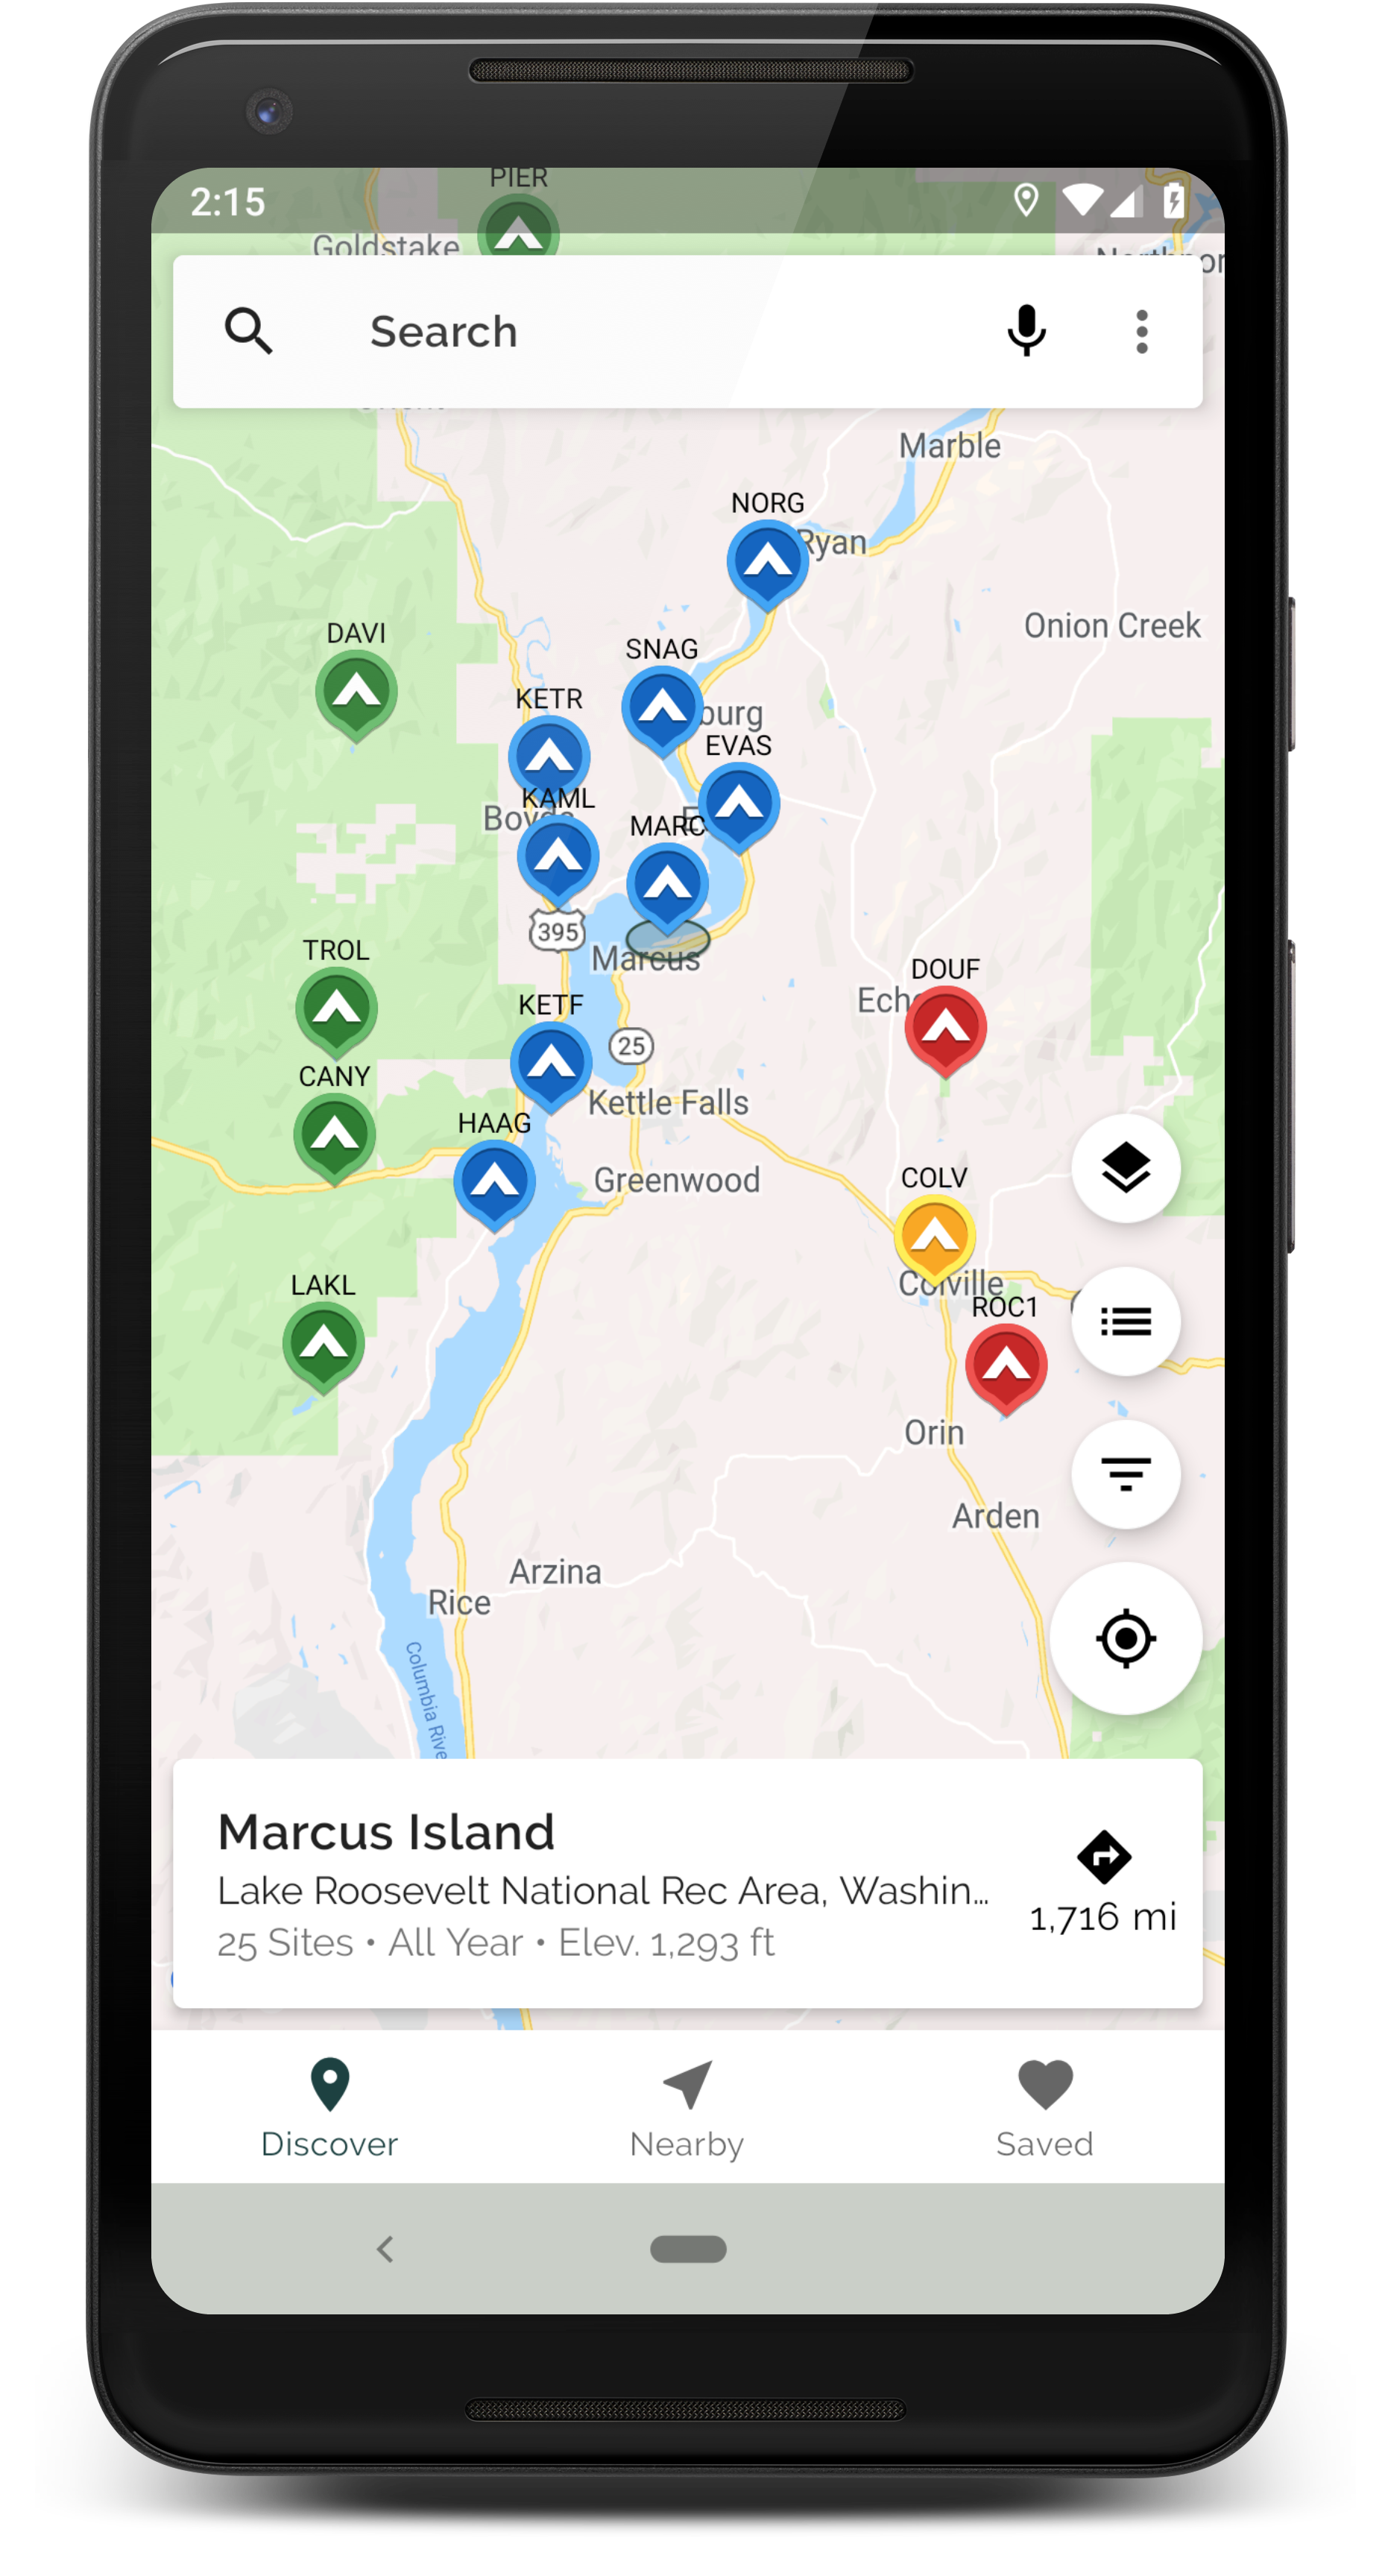 PIER
2:15
Goldstake
Search
Marble
NORG
Ryan
Onion Creek
DAVI
SNAG
KETR
burg
EVAS
KAML
MARC
395
Marcus
TROL
DOUF
KETF
25
CANY
Kettle Falls
HAAG
COLV
Greenwood
Colville
LAKL
ROC1
Orin
Arden
Arzina
Rice
Columbia Rive
Marcus Island
Lake Roosevelt National Rec Area, Washin...
1,716 mi
25 Sites • All Year • Elev. 1,293 ft
Discover
Nearby
Saved